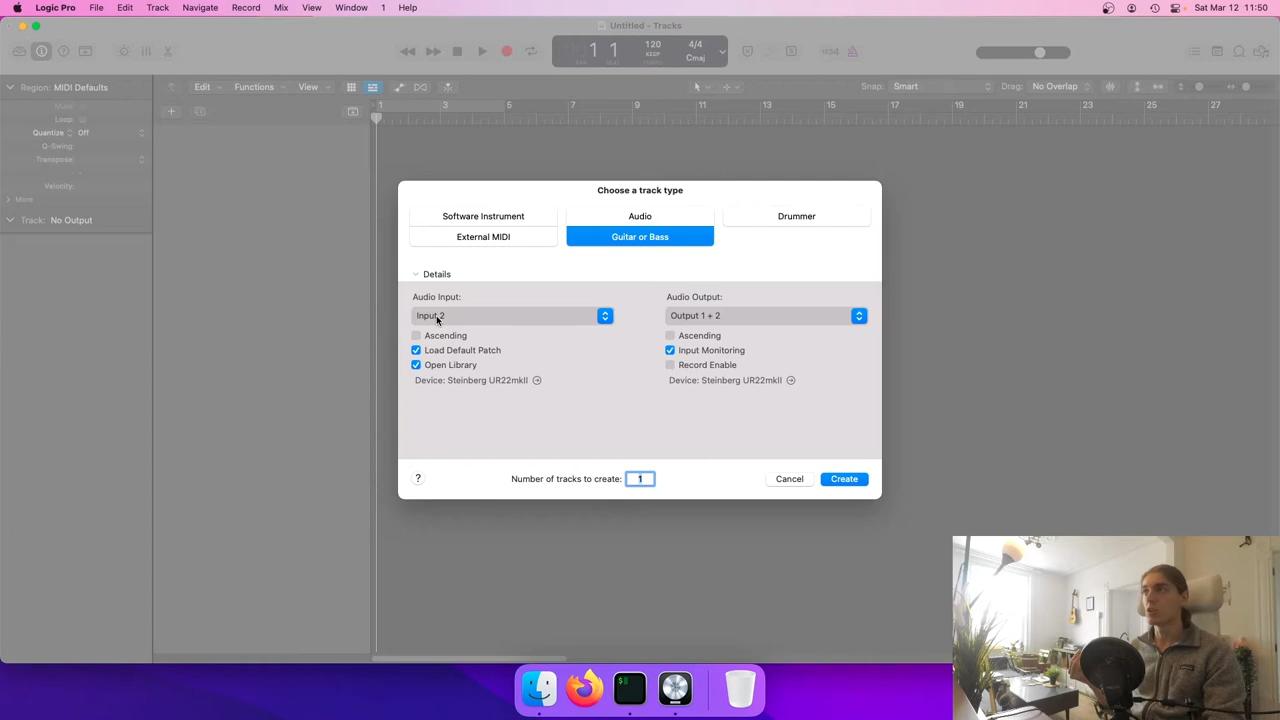 Logic Pro File Edit Track Navigate Record Mix View Window 1 Help Sat Mar 12 11:50
Untitled - Tracks
1 1 120 KEEP 4/4 Cmaj
1234
Region: MIDI Defaults
Edit Functions View Snap: Smart Drag: No Overlap
Mute:
Loop:
Quantize Off
Q-Swing:
Transpose:
Velocity:
More
Track: No Output
1 3 5 7 9 11 13 15 17 19 21 23 25 27
Choose a track type
Software Instrument Audio Drummer
External MIDI Guitar or Bass
Details
Audio Input: Audio Output:
Input 2 Output 1 + 2
Ascending Ascending
Load Default Patch Input Monitoring
Open Library Record Enable
Device: Steinberg UR22mkII Device: Steinberg UR22mkII
? Number of tracks to create: 1 Cancel Create